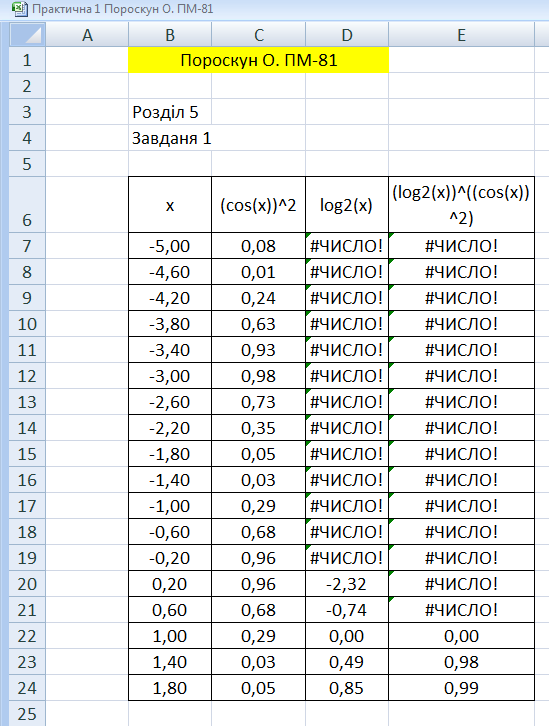 Практична 1 Пороскун О. ПМ-81
A B C D E
1 Пороскун О. ПМ-81
2
3 Розділ 5
4 Завданя 1
5
(log2(x))^((cos(x))
6 x (cos(x))^2 log2(x) ^2)
7 -5,00 0,08 #ЧИСЛО! #ЧИСЛО!
8 -4,60 0,01 #ЧИСЛО! #ЧИСЛО!
9 -4,20 0,24 #ЧИСЛО! #ЧИСЛО!
10 -3,80 0,63 #ЧИСЛО! #ЧИСЛО!
11 -3,40 0,93 #ЧИСЛО! #ЧИСЛО!
12 -3,00 0,98 #ЧИСЛО! #ЧИСЛО!
13 -2,60 0,73 #ЧИСЛО! #ЧИСЛО!
14 -2,20 0,35 #ЧИСЛО! #ЧИСЛО!
15 -1,80 0,05 #ЧИСЛО! #ЧИСЛО!
16 -1,40 0,03 #ЧИСЛО! #ЧИСЛО!
17 -1,00 0,29 #ЧИСЛО! #ЧИСЛО!
18 -0,60 0,68 #ЧИСЛО! #ЧИСЛО!
19 -0,20 0,96 #ЧИСЛО! #ЧИСЛО!
20 0,20 0,96 -2,32 #ЧИСЛО!
21 0,60 0,68 -0,74 #ЧИСЛО!
22 1,00 0,29 0,00 0,00
23 1,40 0,03 0,49 0,98
24 1,80 0,05 0,85 0,99
25